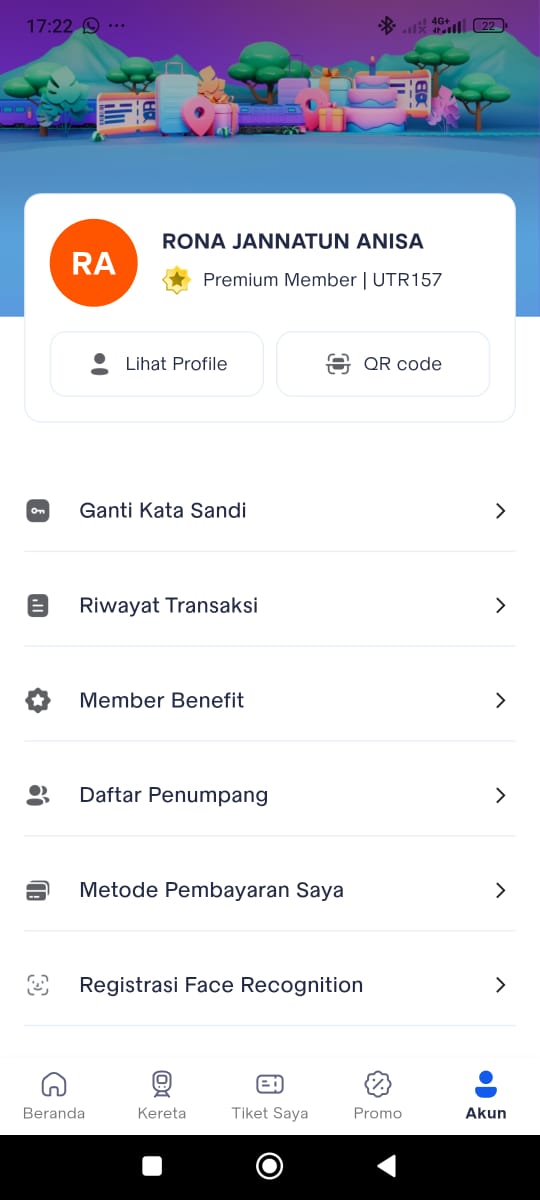 17:22 ...
4G+ 22
RA
RONA JANNATUN ANISA
Premium Member | UTR157
Lihat Profile
QR code
Ganti Kata Sandi
Riwayat Transaksi
Member Benefit
Daftar Penumpang
Metode Pembayaran Saya
Registrasi Face Recognition
Beranda
Kereta
Tiket Saya
Promo
Akun